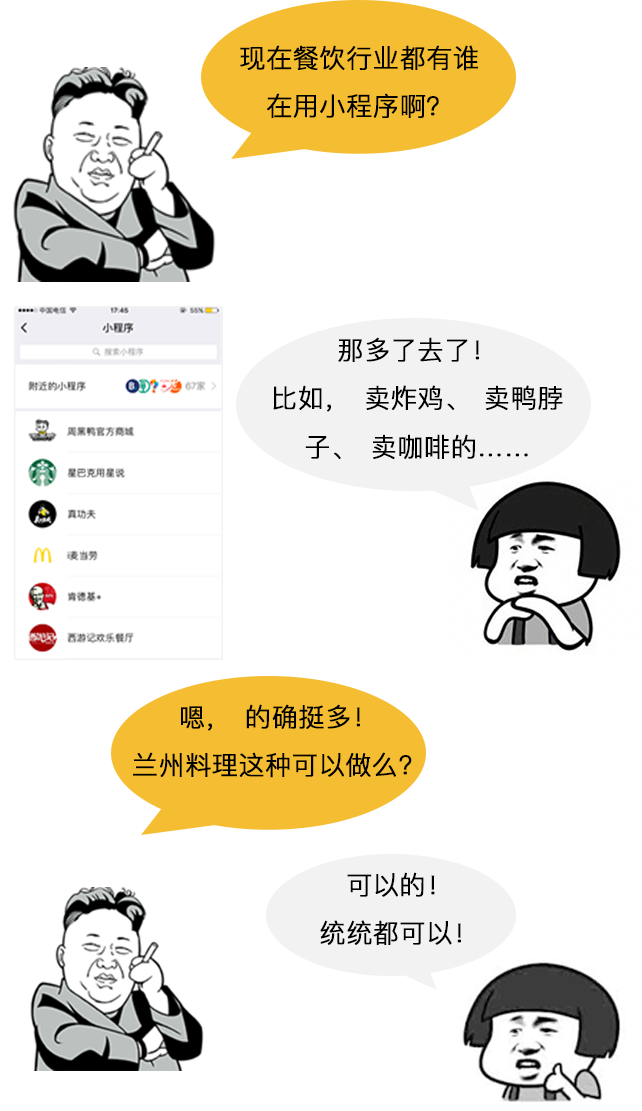 现在餐饮行业都有谁
在用小程序啊？
中国电信 17:45 55%
小程序
搜索小程序
附近的小程序 67家
周黑鸭官方商城
星巴克用星说
真功夫
i麦当劳
肯德基+
西游记欢乐餐厅
那多了去了！
比如， 卖炸鸡、 卖鸭脖
子、 卖咖啡的……
嗯， 的确挺多！
兰州料理这种可以做么？
可以的！
统统都可以！